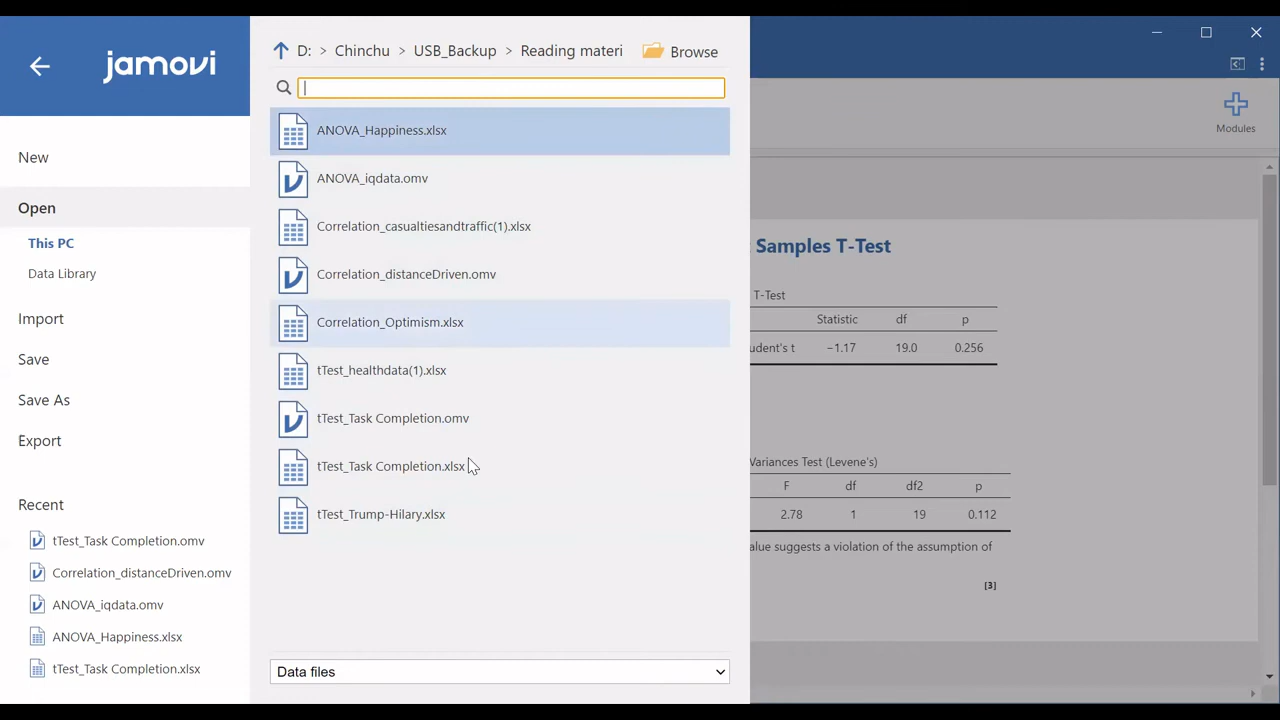 jamovi
New
Open
This PC
Data Library
Import
Save
Save As
Export
Recent
tTest_Task Completion.omv
Correlation_distanceDriven.omv
ANOVA_iqdata.omv
ANOVA_Happiness.xlsx
tTest_Task Completion.xlsx
D: > Chinchu > USB_Backup > Reading materi
Browse
ANOVA_Happiness.xlsx
ANOVA_iqdata.omv
Correlation_casualtiesandtraffic(1).xlsx
Correlation_distanceDriven.omv
Correlation_Optimism.xlsx
tTest_healthdata(1).xlsx
tTest_Task Completion.omv
tTest_Task Completion.xlsx
tTest_Trump-Hilary.xlsx
Data files
Modules
t Samples T-Test
T-Test
Statistic df p
udent's t −1.17 19.0 0.256
Variances Test (Levene's)
F df df2 p
2.78 1 19 0.112
alue suggests a violation of the assumption of
[3]